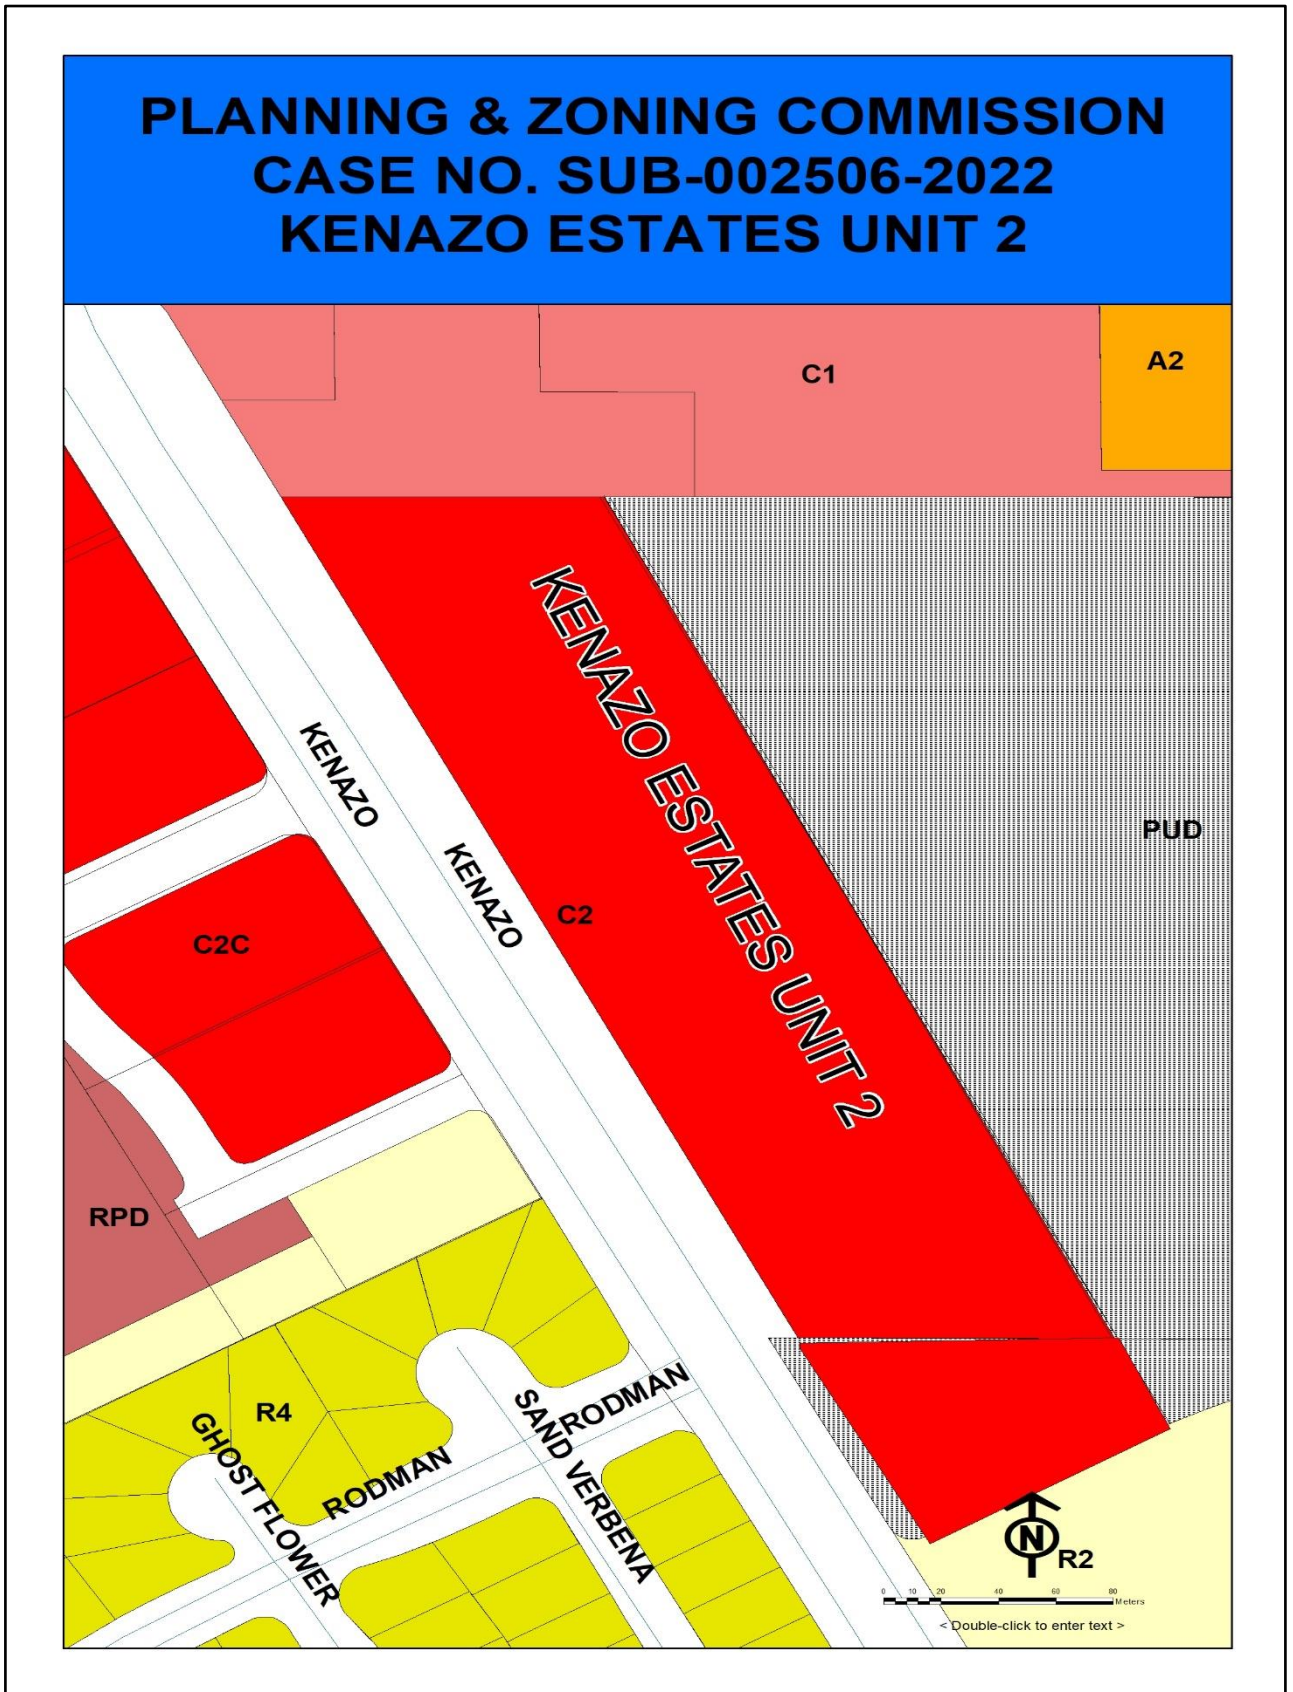 PLANNING & ZONING COMMISSION
CASE NO. SUB-002506-2022
KENAZO ESTATES UNIT 2
C1
A2
KENAZO ESTATES UNIT 2
KENAZO
KENAZO
PUD
C2
C2C
RPD
R4
GHOST FLOWER
RODMAN
SAND VERBENA
RODMAN
N
R2
0 10 20 40 60 80
Meters
< Double-click to enter text >